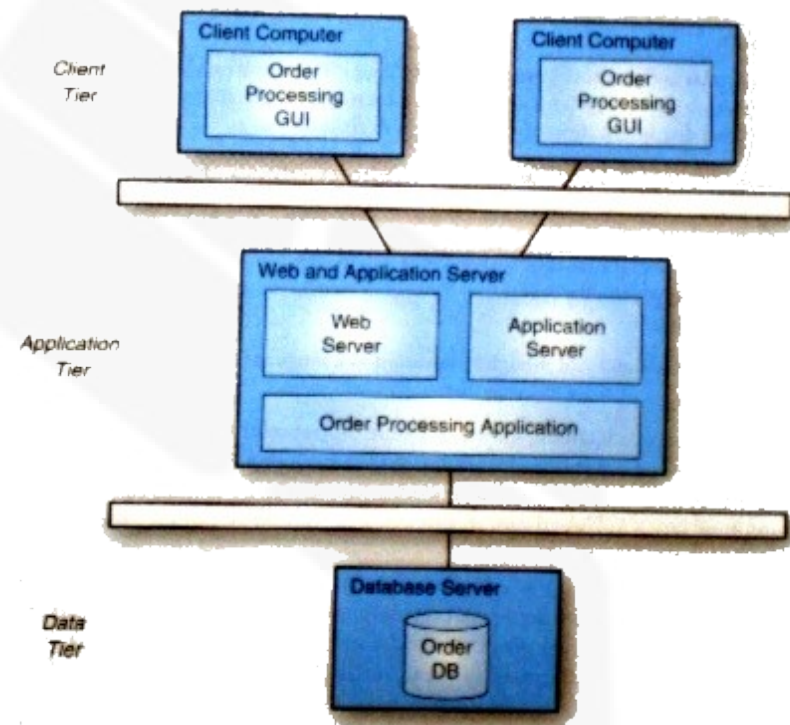 Client Computer
Order
Processing
GUI
Client Computer
Order
Processing
GUI
Client
Tier
Web and Application Server
Web
Server
Application
Server
Order Processing Application
Application
Tier
Database Server
Order
DB
Data
Tier